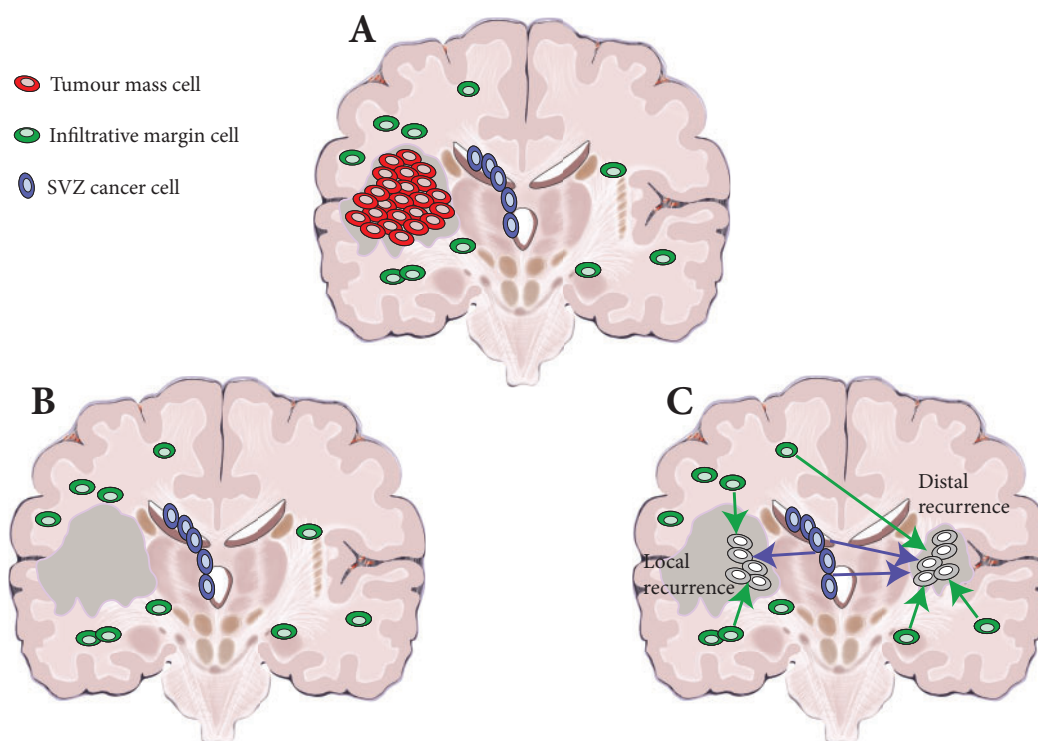 A
Tumour mass cell
Infiltrative margin cell
SVZ cancer cell
B
C
Distal
recurrence
Local
recurrence